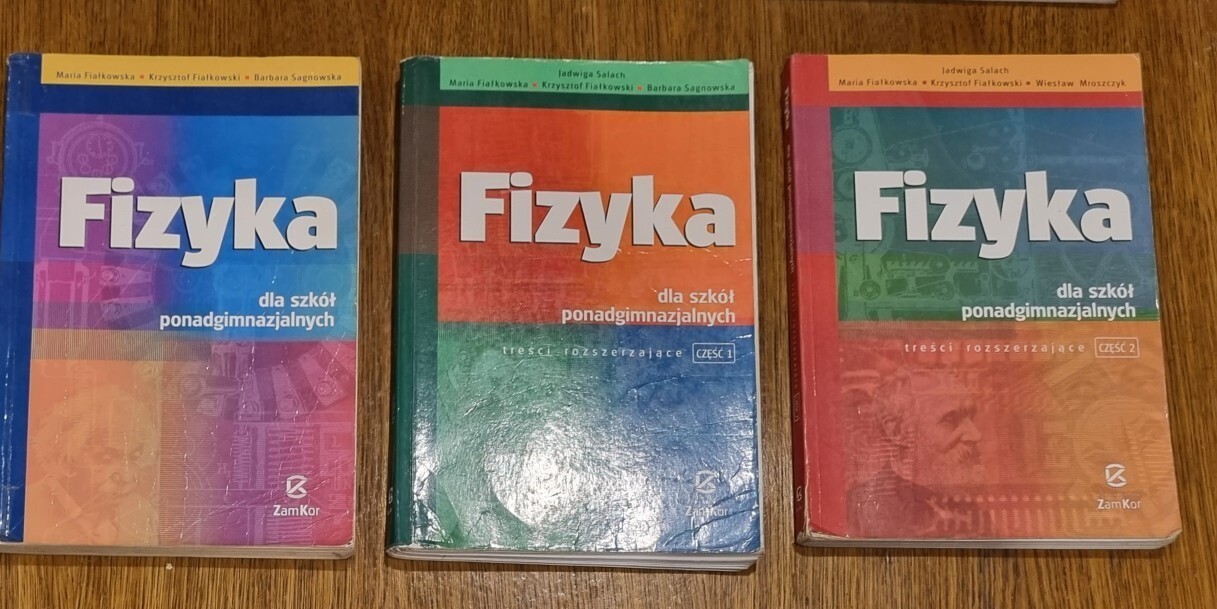 Maria Fiałkowska • Krzysztof Fiałkowski • Barbara Sagnowska
Fizyka
dla szkół
ponadgimnazjalnych
ZamKor
Jadwiga Salach
Maria Fiałkowska • Krzysztof Fiałkowski • Barbara Sagnowska
Fizyka
dla szkół
ponadgimnazjalnych
treści rozszerzające CZĘŚĆ 1
ZamKor
Jadwiga Salach
Maria Fiałkowska • Krzysztof Fiałkowski • Wiesław Mroszczyk
Fizyka
dla szkół
ponadgimnazjalnych
treści rozszerzające CZĘŚĆ 2
ZamKor